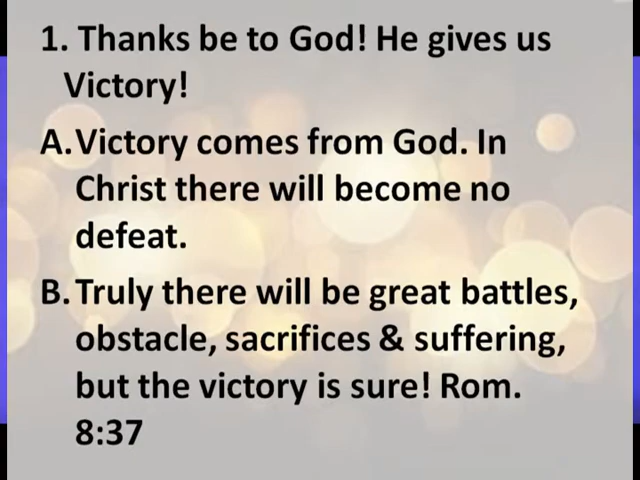 1. Thanks be to God! He gives us
Victory!
A. Victory comes from God. In
Christ there will become no
defeat.
B. Truly there will be great battles,
obstacle, sacrifices & suffering,
but the victory is sure! Rom.
8:37